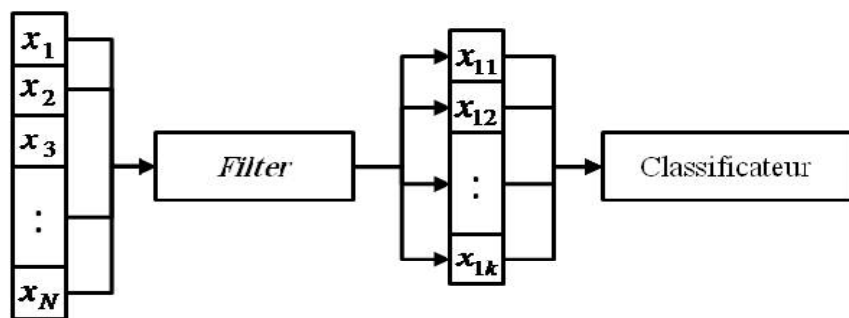 x1
x2
x3
:
xN
Filter
x11
x12
:
x1k
Classificateur